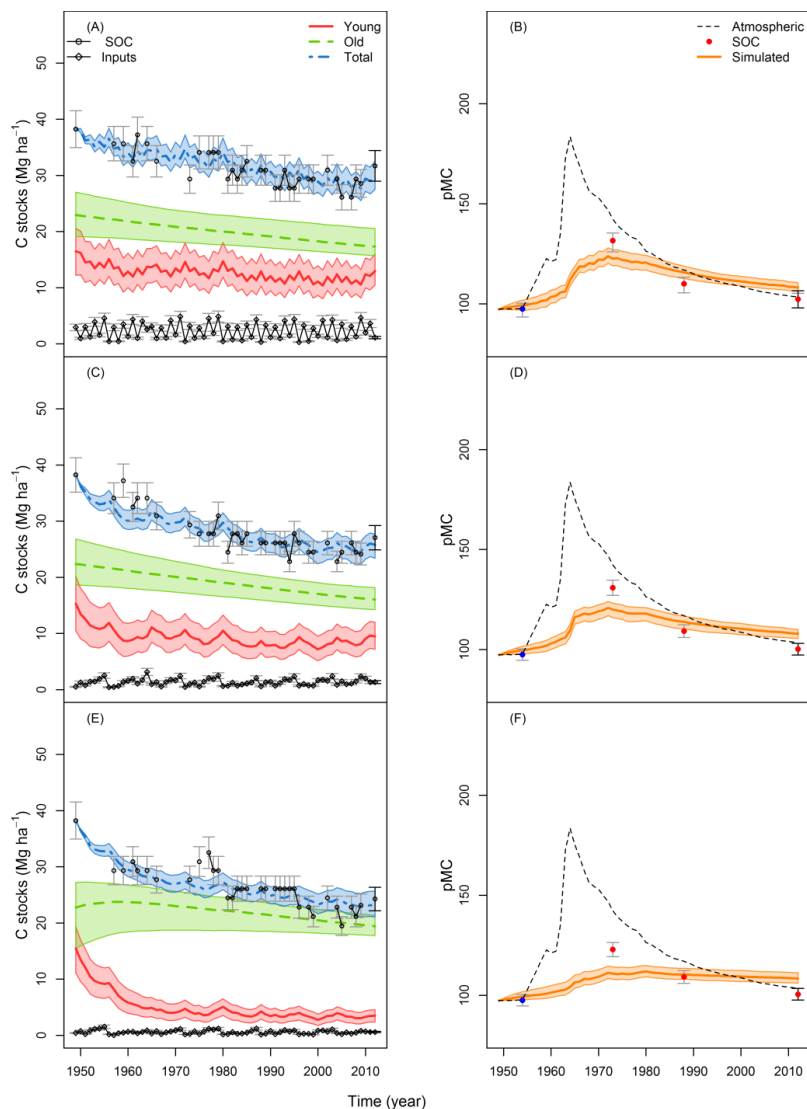 (A)
SOC
Inputs
Young
Old
Total
C stocks (Mg ha⁻¹)
50
40
30
20
10
0
(B)
Atmospheric
SOC
Simulated
pMC
200
150
100
(C)
C stocks (Mg ha⁻¹)
50
40
30
20
10
0
(D)
pMC
200
150
100
(E)
C stocks (Mg ha⁻¹)
50
40
30
20
10
0
1950 1960 1970 1980 1990 2000 2010
(F)
pMC
200
150
100
1950 1960 1970 1980 1990 2000 2010
Time (year)